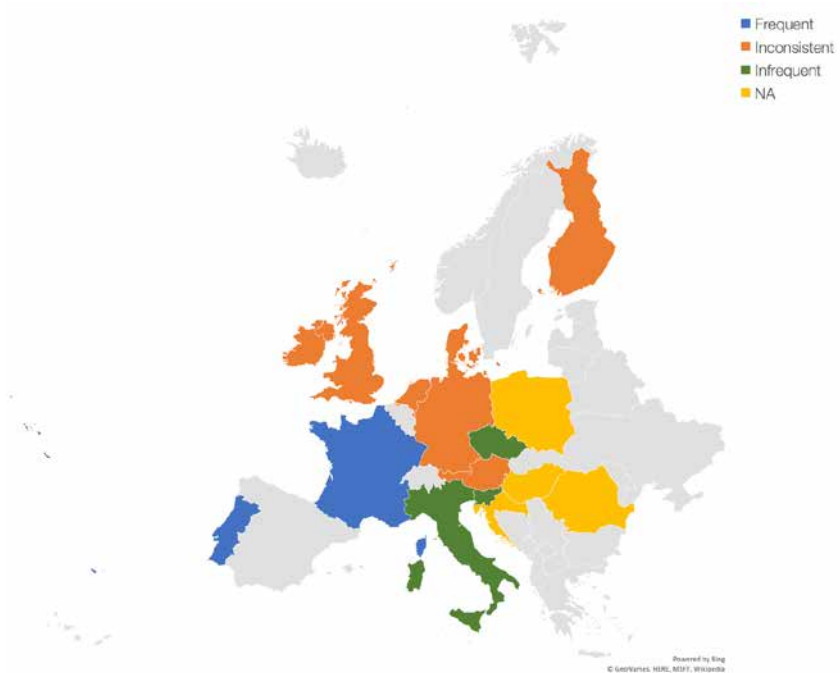 Frequent
Inconsistent
Infrequent
NA
Powered by Bing
© GeoNames, HERE, MSFT, Wikipedia